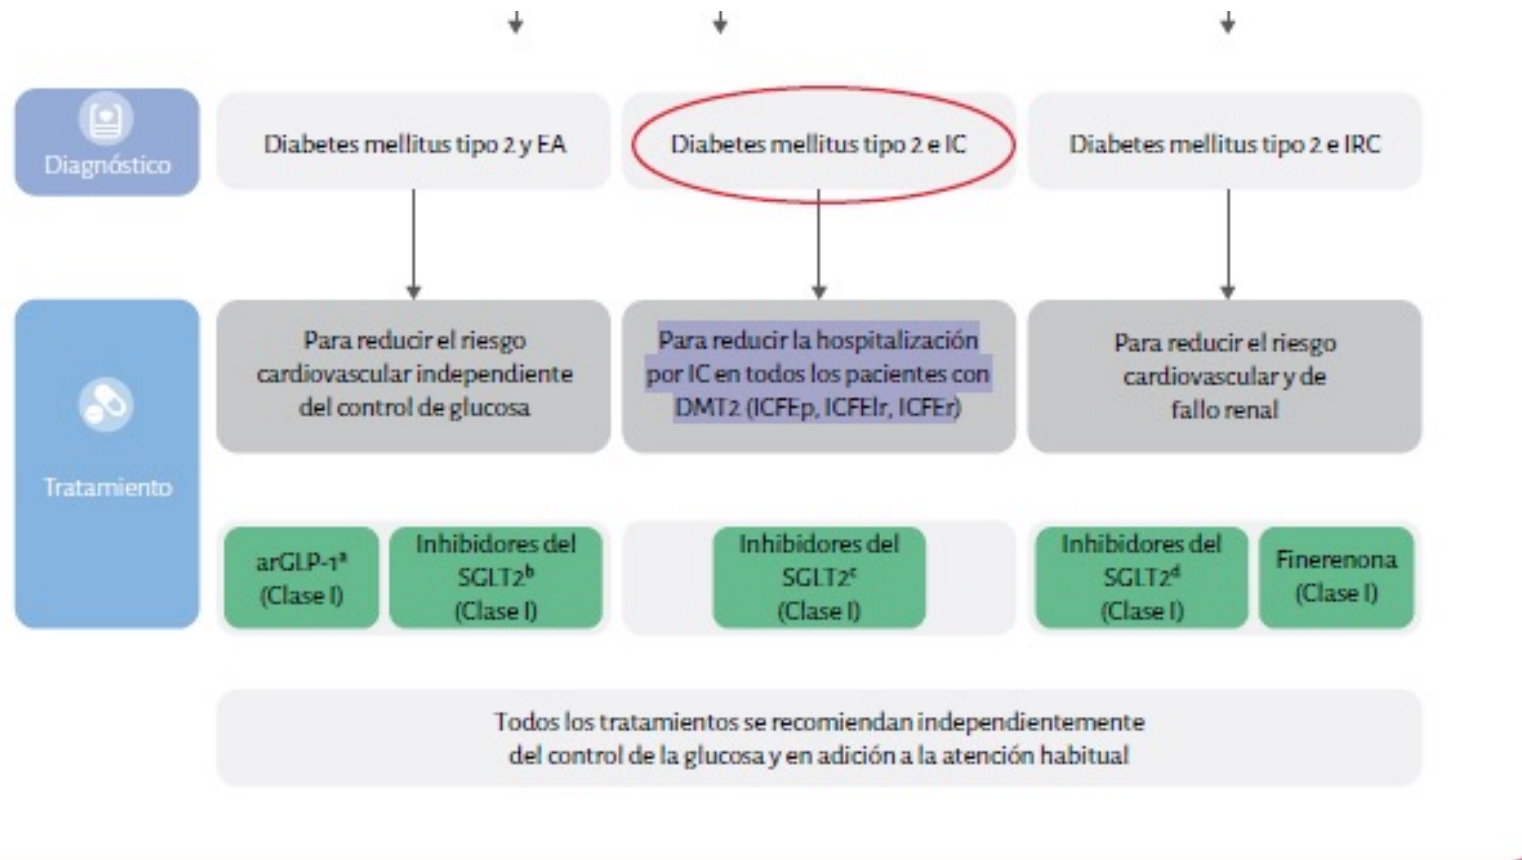 Diagnóstico
Diabetes mellitus tipo 2 y EA
Diabetes mellitus tipo 2 e IC
Diabetes mellitus tipo 2 e IRC
Tratamiento
Para reducir el riesgo
cardiovascular independiente
del control de glucosa
Para reducir la hospitalización
por IC en todos los pacientes con
DMT2 (ICFEp, ICFElr, ICFEr)
Para reducir el riesgo
cardiovascular y de
fallo renal
arGLP-1ª
(Clase I)
Inhibidores del
SGLT2ᵇ
(Clase I)
Inhibidores del
SGLT2ᶜ
(Clase I)
Inhibidores del
SGLT2ᵈ
(Clase I)
Finerenona
(Clase I)
Todos los tratamientos se recomiendan independientemente
del control de la glucosa y en adición a la atención habitual